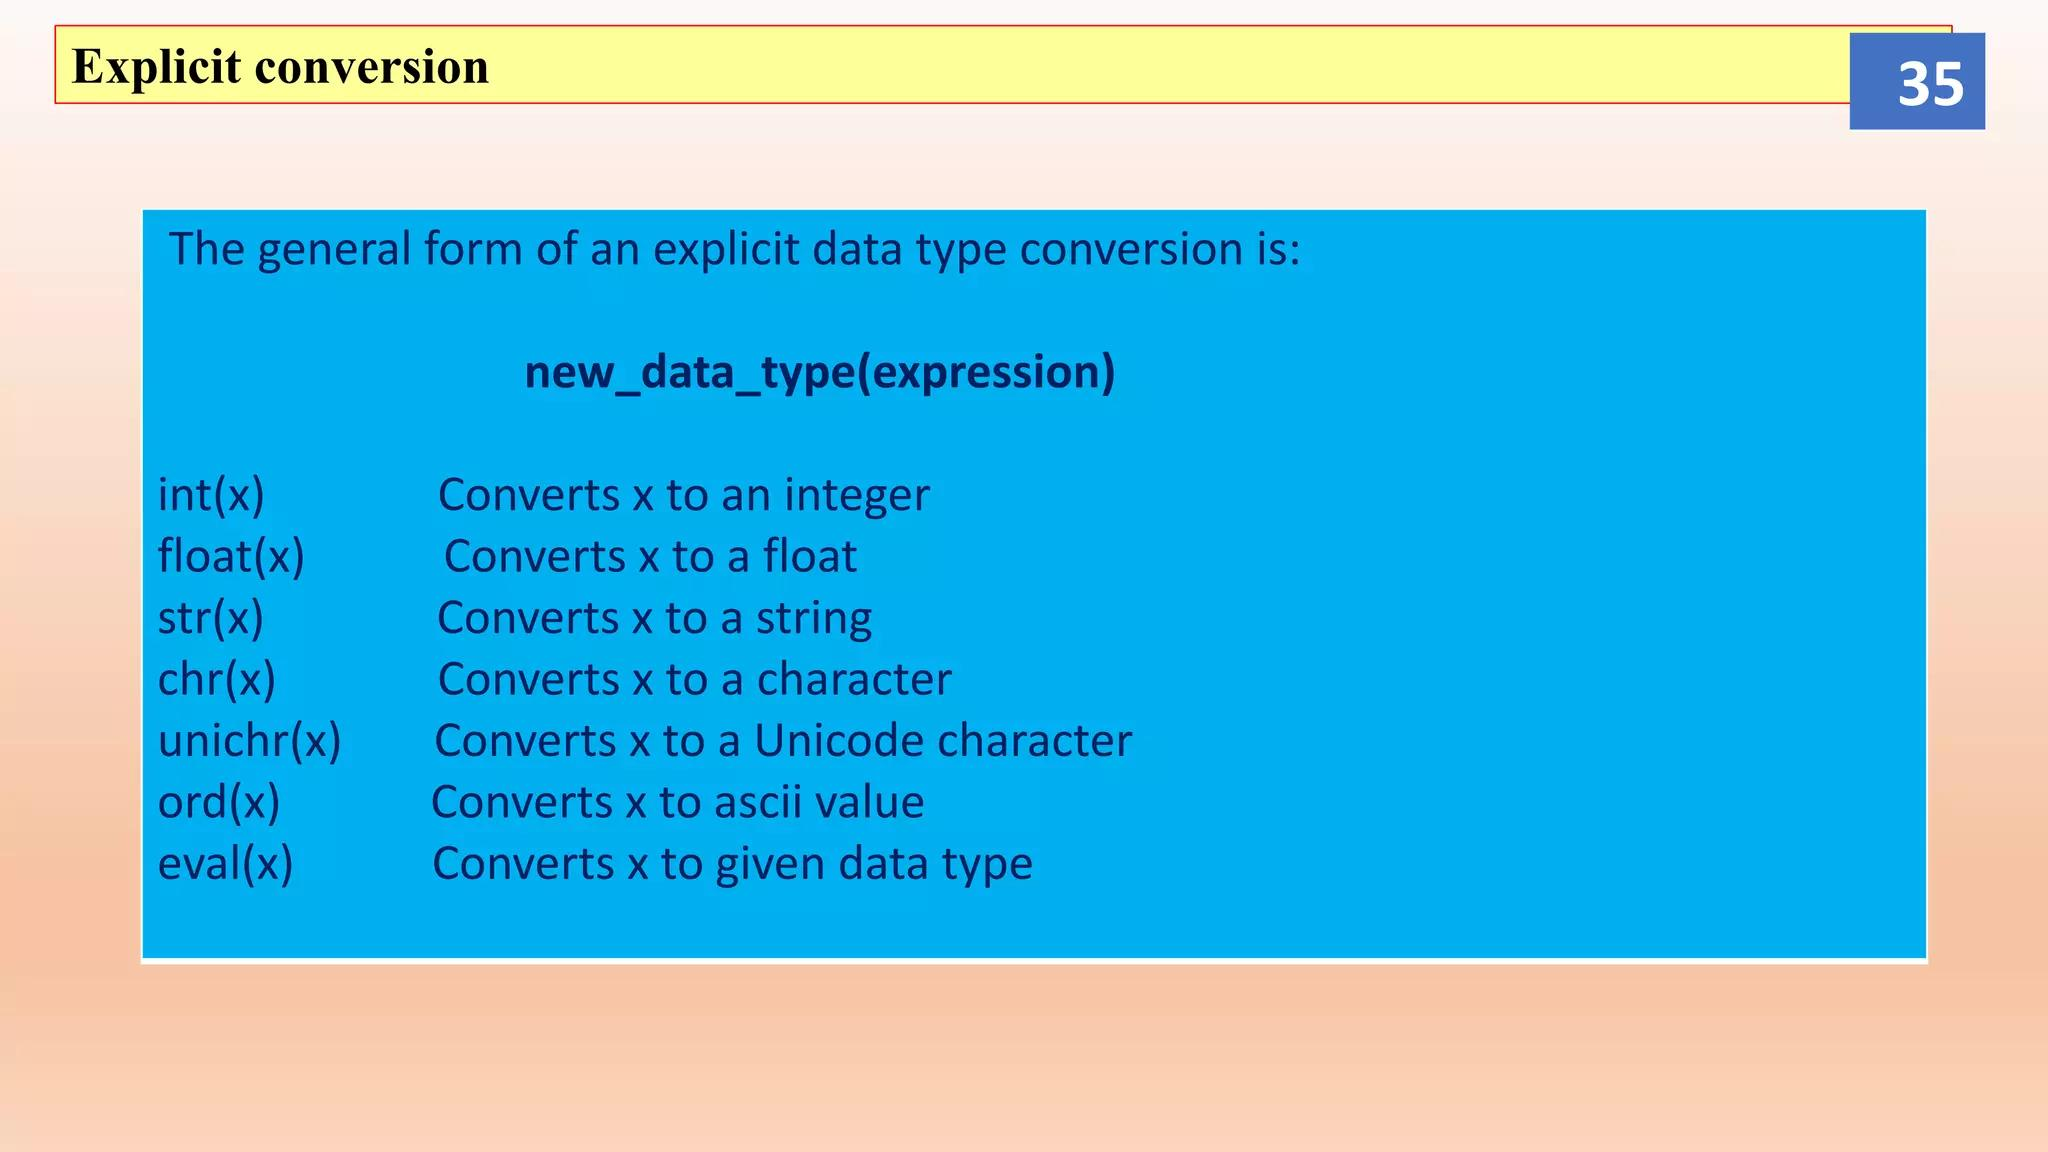 Explicit conversion
35
The general form of an explicit data type conversion is:
new_data_type(expression)
int(x) Converts x to an integer
float(x) Converts x to a float
str(x) Converts x to a string
chr(x) Converts x to a character
unichr(x) Converts x to a Unicode character
ord(x) Converts x to ascii value
eval(x) Converts x to given data type